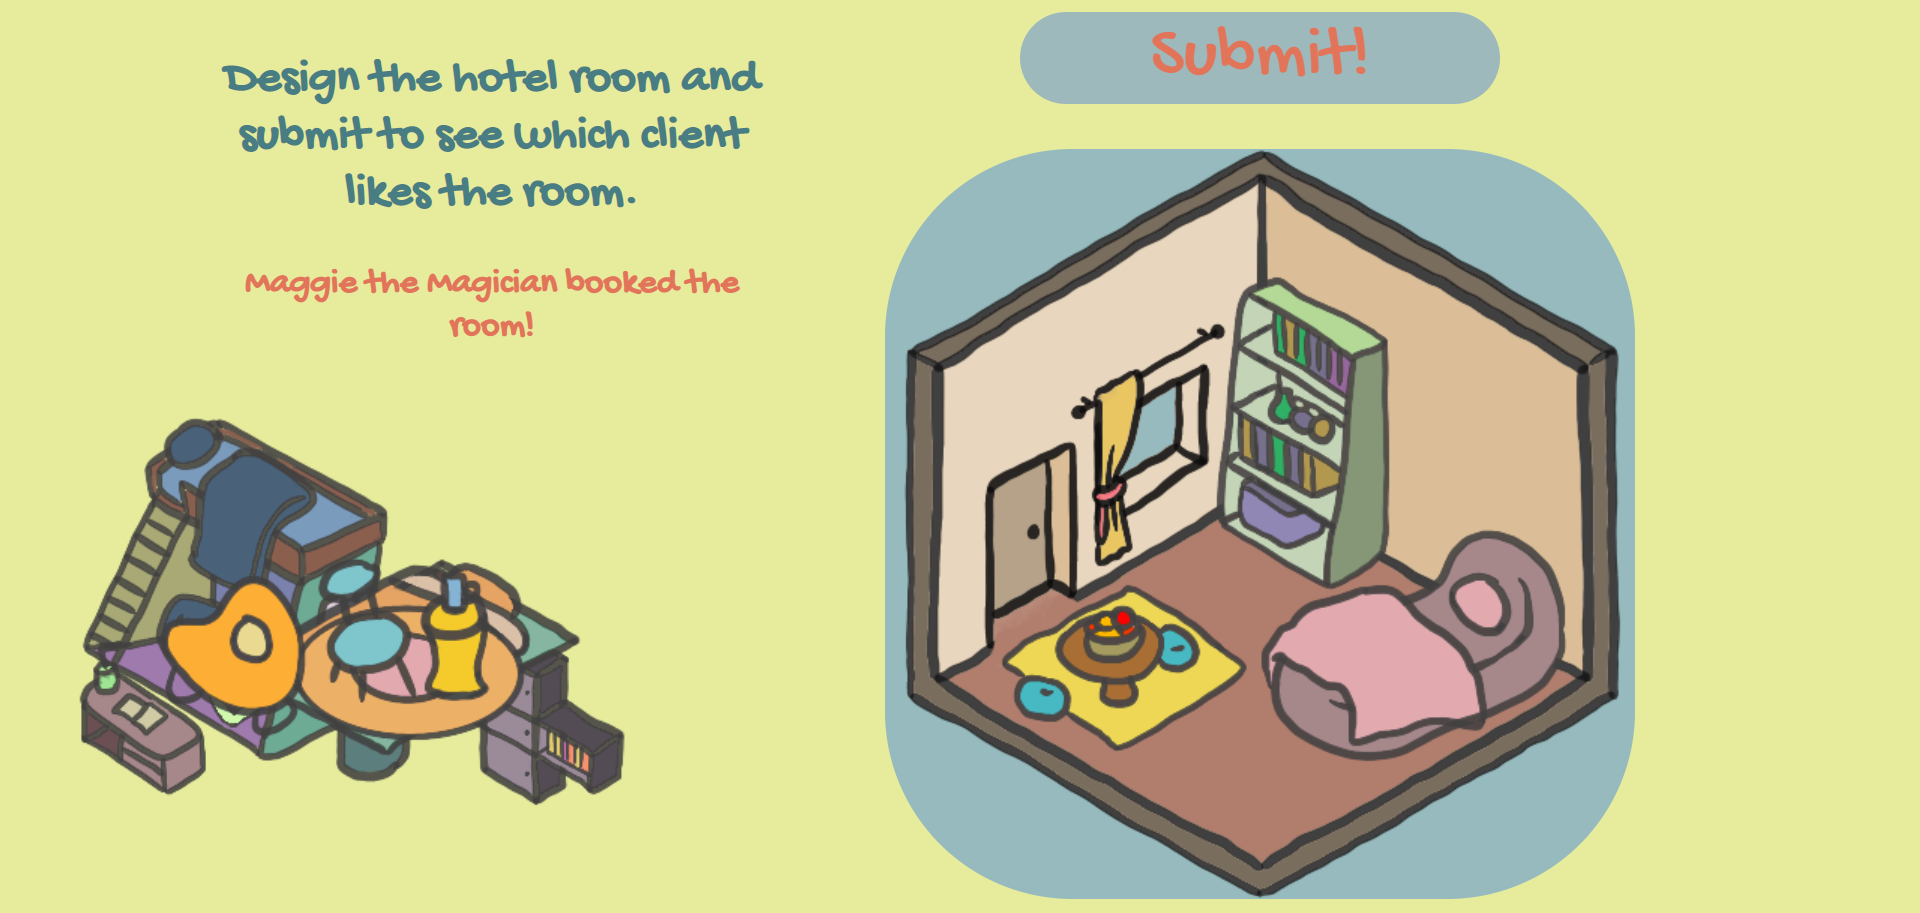 Design the hotel room and
submit to see which client
likes the room.
Maggie the Magician booked the
room!
Submit!